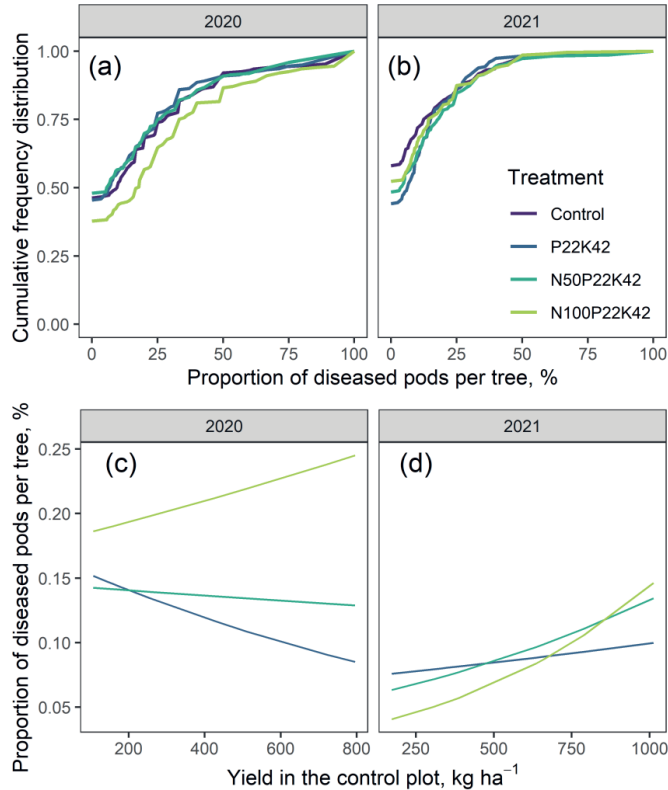 2020
2021
(a)
(b)
Cumulative frequency distribution
1.00
0.75
0.50
0.25
0.00
Treatment
Control
P22K42
N50P22K42
N100P22K42
0 25 50 75 100
0 25 50 75 100
Proportion of diseased pods per tree, %
2020
2021
(c)
(d)
Proportion of diseased pods per tree, %
0.25
0.20
0.15
0.10
0.05
200 400 600 800
250 500 750 1000
Yield in the control plot, kg ha⁻¹